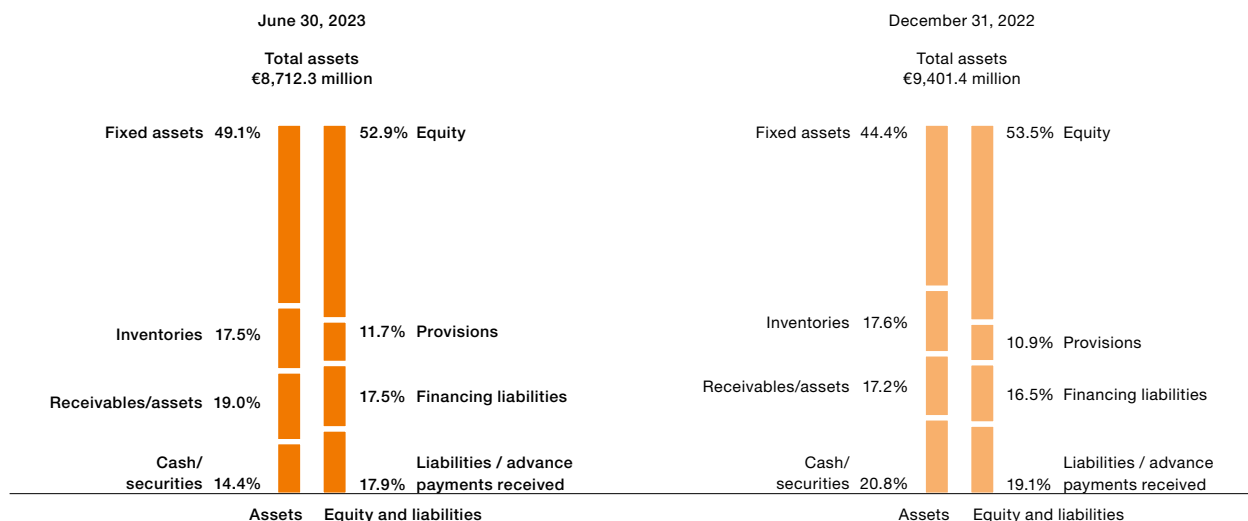 June 30, 2023
Total assets
€8,712.3 million
Fixed assets 49.1%
52.9% Equity
Inventories 17.5%
11.7% Provisions
17.5% Financing liabilities
Receivables/assets 19.0%
Cash/
securities 14.4%
Liabilities / advance
17.9% payments received
Assets
Equity and liabilities
December 31, 2022
Total assets
€9,401.4 million
Fixed assets 44.4%
53.5% Equity
Inventories 17.6%
10.9% Provisions
Receivables/assets 17.2%
16.5% Financing liabilities
Cash/
securities 20.8%
Liabilities / advance
19.1% payments received
Assets
Equity and liabilities